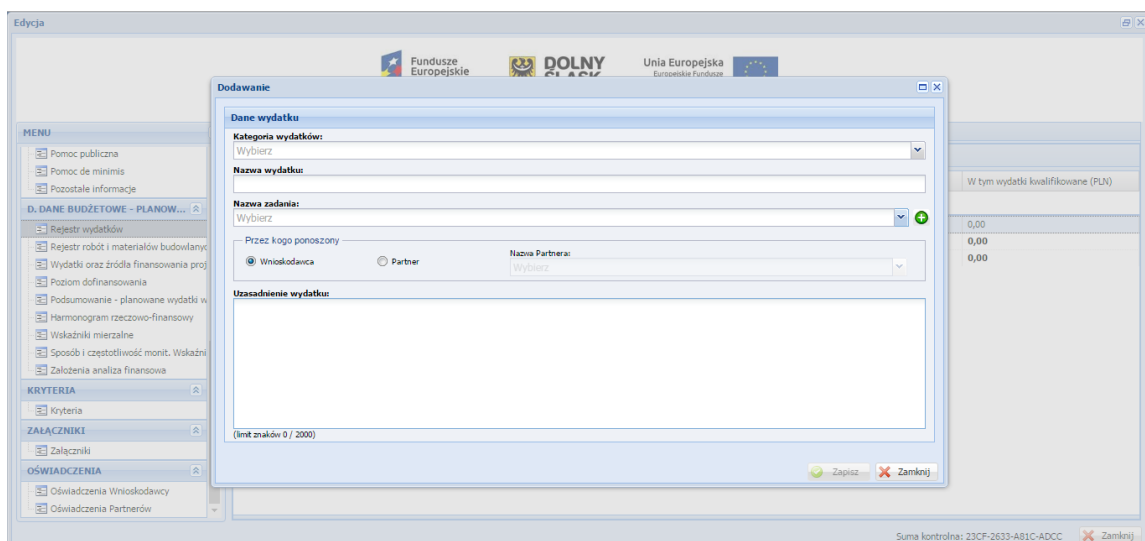 Edycja
Fundusze
Europejskie
DOLNY
ŚLĄSK
Unia Europejska
Europejskie Fundusze
Dodawanie
Dane wydatku
Kategoria wydatków:
Wybierz
Nazwa wydatku:
Nazwa zadania:
Wybierz
Przez kogo ponoszony
Wnioskodawca
Partner
Nazwa Partnera:
Wybierz
Uzasadnienie wydatku:
(limit znaków 0 / 2000)
Zapisz
Zamknij
MENU
Pomoc publiczna
Pomoc de minimis
Pozostałe informacje
D. DANE BUDŻETOWE - PLANOW...
Rejestr wydatków
Rejestr robót i materiałów budowlanyc
Wydatki oraz źródła finansowania proj
Poziom dofinansowania
Podsumowanie - planowane wydatki w
Harmonogram rzeczowo-finansowy
Wskaźniki mierzalne
Sposób i częstotliwość monit. Wskaźni
Założenia analiza finansowa
KRYTERIA
Kryteria
ZAŁĄCZNIKI
Załączniki
OŚWIADCZENIA
Oświadczenia Wnioskodawcy
Oświadczenia Partnerów
W tym wydatki kwalifikowane (PLN)
0,00
0,00
0,00
Suma kontrolna: 23CF-2633-A81C-ADCC
Zamknij